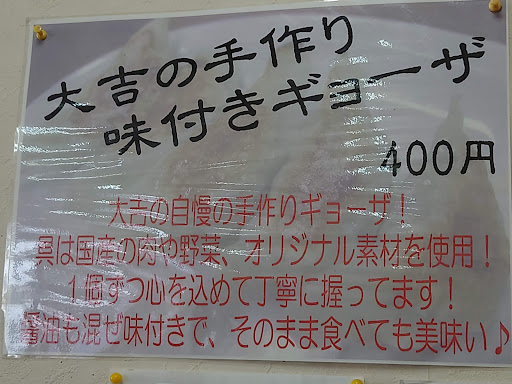 大吉の手作り
味付きギョーザ
400円
大吉の自慢の手作りギョーザ！
具は国産の肉や野菜、オリジナル素材を使用！
1個ずつ心を込めて丁寧に握ってます！
醤油も混ぜ味付きで、そのまま食べても美味い♪